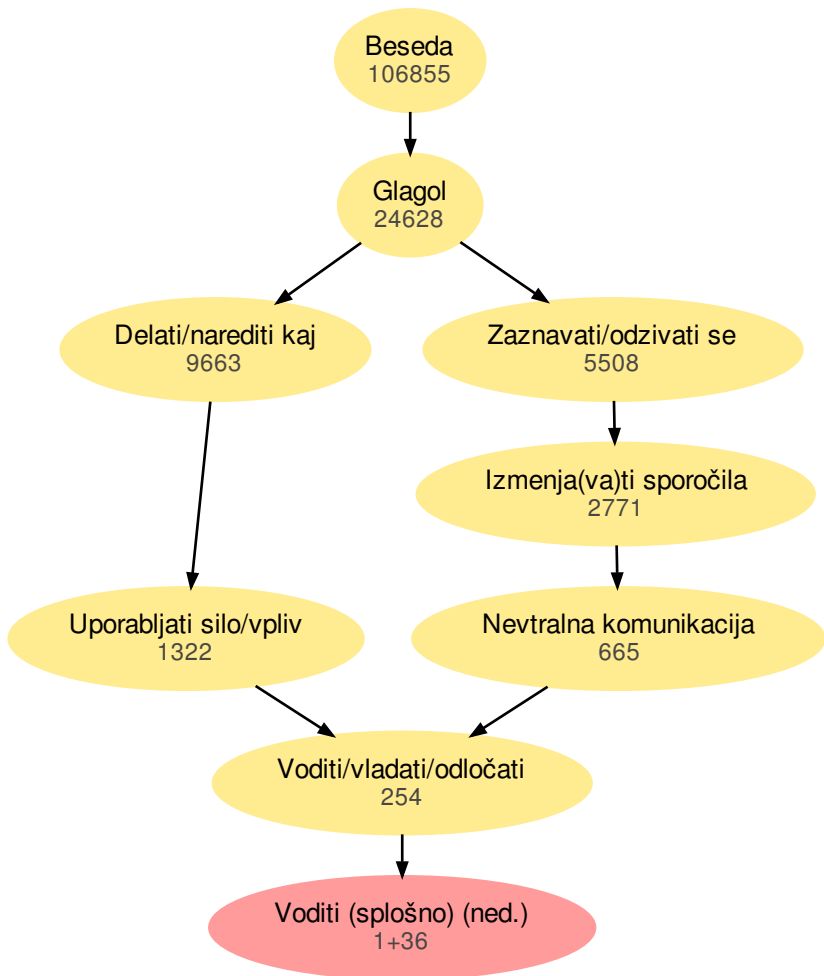 Beseda
106855
Glagol
24628
Delati/narediti kaj
9663
Zaznavati/odzivati se
5508
Izmenja(va)ti sporočila
2771
Uporabljati silo/vpliv
1322
Nevtralna komunikacija
665
Voditi/vladati/odločati
254
Voditi (splošno) (ned.)
1+36